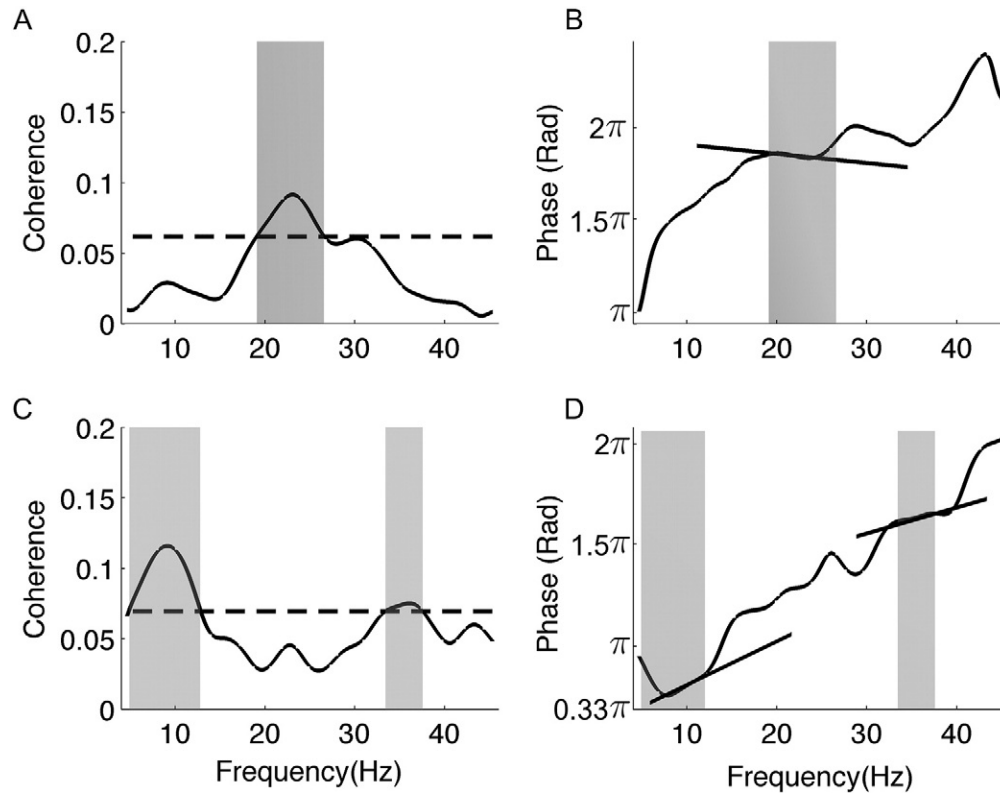 A
0.2
0.15
0.1
0.05
0
Coherence
10 20 30 40
B
2π
1.5π
π
Phase (Rad)
10 20 30 40
C
0.2
0.15
0.1
0.05
0
Coherence
10 20 30 40
Frequency(Hz)
D
2π
1.5π
π
0.33π
Phase (Rad)
10 20 30 40
Frequency(Hz)